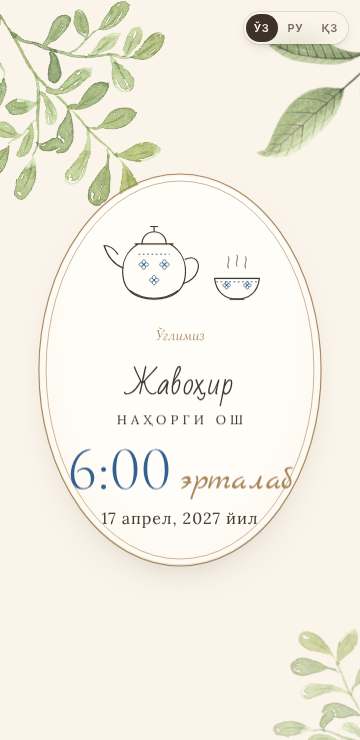 ЎЗ РУ ҚЗ
Ўғлимиз
Жавоҳир
НАҲОРГИ ОШ
6:00 эрталаб
17 апрел, 2027 йил